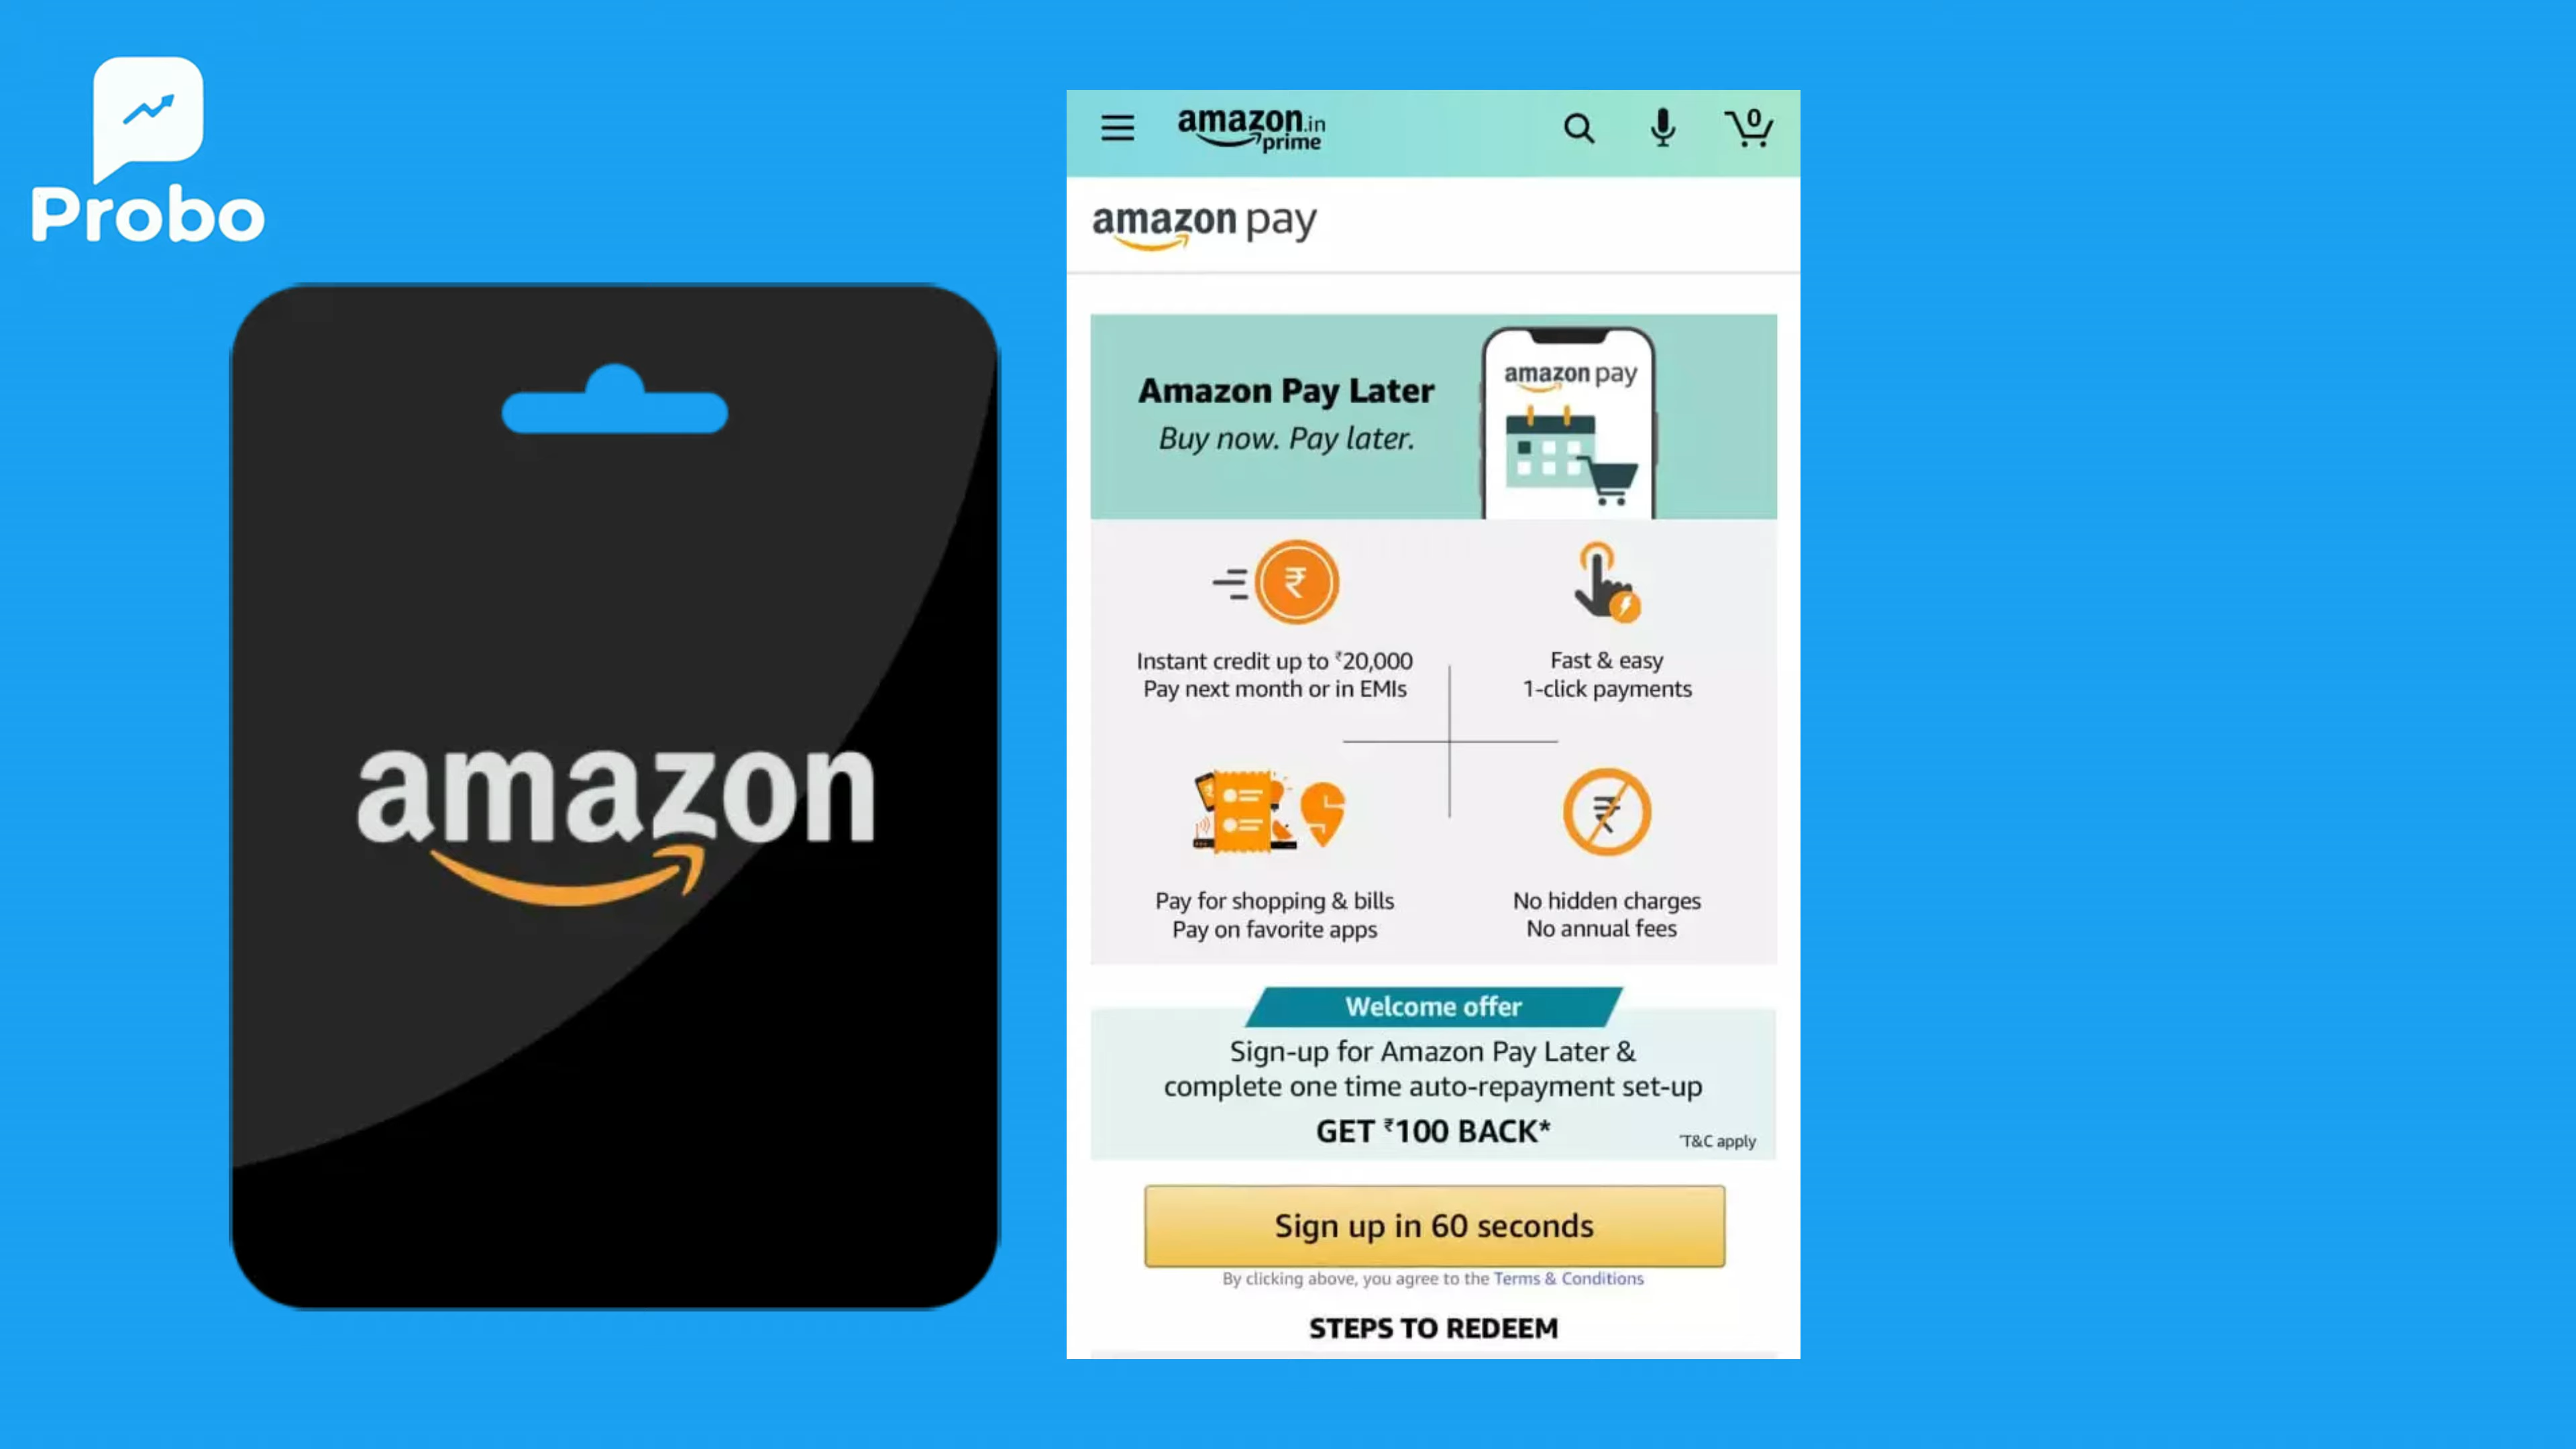 Probo
amazon
amazon.in
prime
0
amazon pay
Amazon Pay Later
Buy now. Pay later.
amazon pay
₹
Instant credit up to ₹20,000
Pay next month or in EMIs
Fast & easy
1-click payments
Pay for shopping & bills
Pay on favorite apps
₹
No hidden charges
No annual fees
Welcome offer
Sign-up for Amazon Pay Later &
complete one time auto-repayment set-up
GET ₹100 BACK*
*T&C apply
Sign up in 60 seconds
By clicking above, you agree to the Terms & Conditions
STEPS TO REDEEM